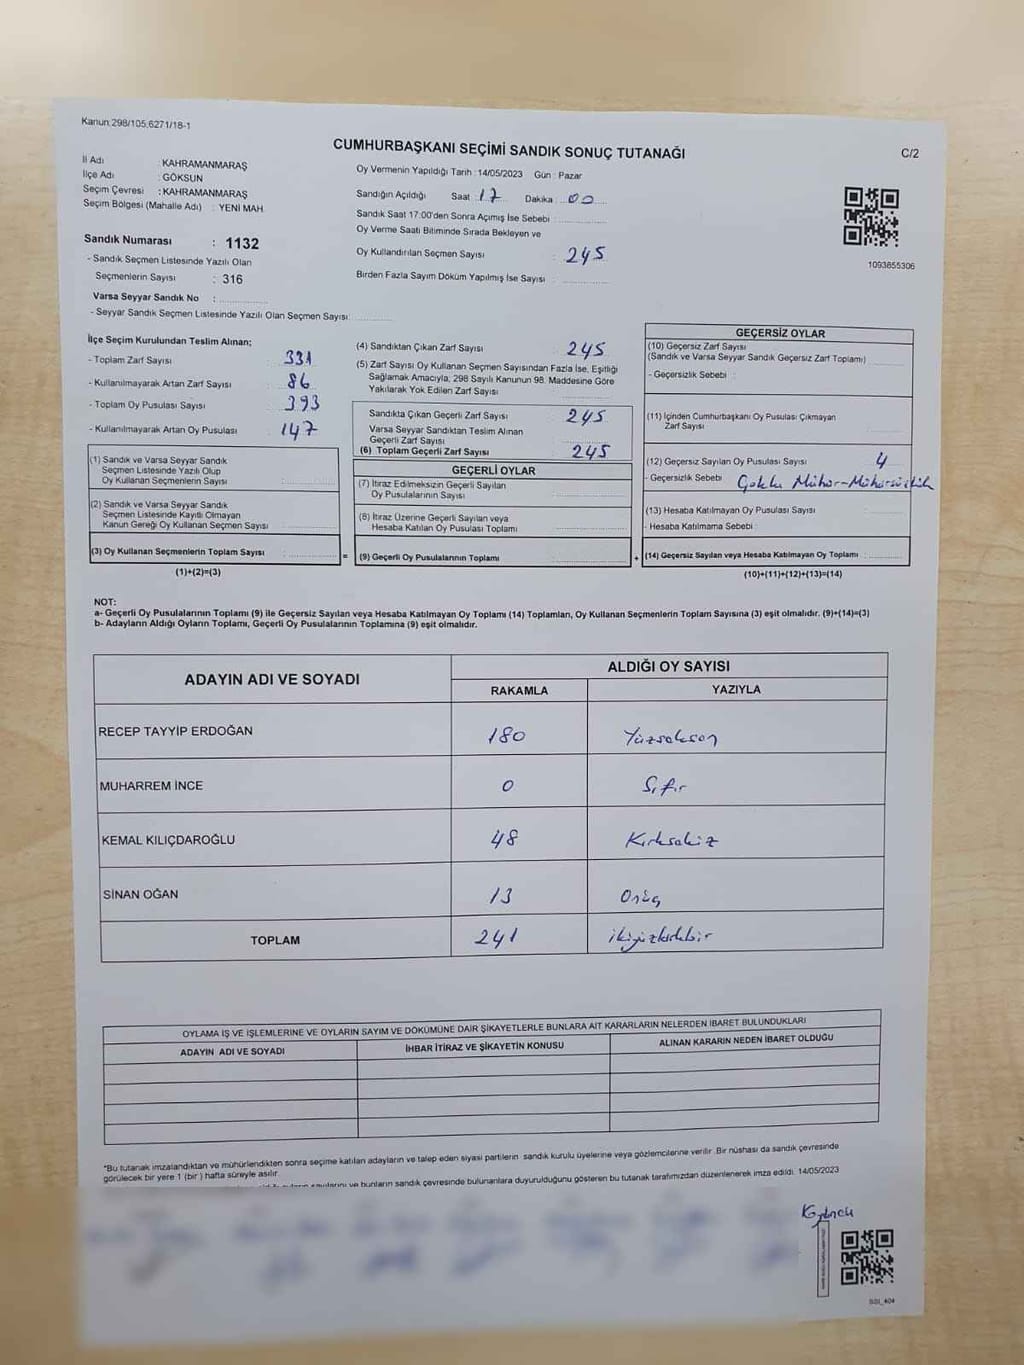 Kanun:298/105,6271/18-1
CUMHURBAŞKANI SEÇİMİ SANDIK SONUÇ TUTANAĞI
C/2
İl Adı : KAHRAMANMARAŞ
İlçe Adı : GÖKSUN
Seçim Çevresi : KAHRAMANMARAŞ
Seçim Bölgesi (Mahalle Adı) : YENİ MAH.
Sandık Numarası : 1132
- Sandık Seçmen Listesinde Yazılı Olan
Seçmenlerin Sayısı : 316
Varsa Seyyar Sandık No :
- Seyyar Sandık Seçmen Listesinde Yazılı Olan Seçmen Sayısı:
Oy Vermenin Yapıldığı Tarih : 14/05/2023 Gün : Pazar
Sandığın Açıldığı Saat : 17 Dakika : 00
Sandık Saat 17:00'den Sonra Açımış İse Sebebi :
Oy Verme Saati Bitiminde Sırada Bekleyen ve
Oy Kullandırılan Seçmen Sayısı : 245
Birden Fazla Sayım Döküm Yapılmış İse Sayısı :
1093855306
İlçe Seçim Kurulundan Teslim Alınan;
- Toplam Zarf Sayısı : 331
- Kullanılmayarak Artan Zarf Sayısı : 86
- Toplam Oy Pusulası Sayısı : 393
- Kullanılmayarak Artan Oy Pusulası : 147
(1) Sandık ve Varsa Seyyar Sandık
Seçmen Listesinde Yazılı Olup
Oy Kullanan Seçmenlerin Sayısı :
(2) Sandık ve Varsa Seyyar Sandık
Seçmen Listesinde Kayıtlı Olmayan
Kanun Gereği Oy Kullanan Seçmen Sayısı :
(3) Oy Kullanan Seçmenlerin Toplam Sayısı :
(1)+(2)=(3)
(4) Sandıktan Çıkan Zarf Sayısı : 245
(5) Zarf Sayısı Oy Kullanan Seçmen Sayısından Fazla İse, Eşitliği
Sağlamak Amacıyla, 298 Sayılı Kanunun 98. Maddesine Göre
Yakılarak Yok Edilen Zarf Sayısı
Sandıkta Çıkan Geçerli Zarf Sayısı : 245
Varsa Seyyar Sandıktan Teslim Alınan
Geçerli Zarf Sayısı
(6) Toplam Geçerli Zarf Sayısı : 245
GEÇERLİ OYLAR
(7) İtiraz Edilmeksizin Geçerli Sayılan
Oy Pusulalarının Sayısı
(8) İtiraz Üzerine Geçerli Sayılan veya
Hesaba Katılan Oy Pusulası Toplamı
= (9) Geçerli Oy Pusulalarının Toplamı
GEÇERSİZ OYLAR
(10) Geçersiz Zarf Sayısı
(Sandık ve Varsa Seyyar Sandık Geçersiz Zarf Toplamı)
- Geçersizlik Sebebi :
(11) İçinden Cumhurbaşkanı Oy Pusulası Çıkmayan
Zarf Sayısı
(12) Geçersiz Sayılan Oy Pusulası Sayısı 4
- Geçersizlik Sebebi : Çoklu Mühür-Mühürsüzlük
(13) Hesaba Katılmayan Oy Pusulası Sayısı
- Hesaba Katılmama Sebebi :
+ (14) Geçersiz Sayılan veya Hesaba Katılmayan Oy Toplamı
(10)+(11)+(12)+(13)=(14)
NOT:
a- Geçerli Oy Pusulalarının Toplamı (9) ile Geçersiz Sayılan veya Hesaba Katılmayan Oy Toplamı (14) Toplamları, Oy Kullanan Seçmenlerin Toplam Sayısına (3) eşit olmalıdır. (9)+(14)=(3)
b- Adayların Aldığı Oyların Toplamı, Geçerli Oy Pusulalarının Toplamına (9) eşit olmalıdır.
ADAYIN ADI VE SOYADI
ALDIĞI OY SAYISI
RAKAMLA YAZIYLA
RECEP TAYYİP ERDOĞAN 180 Yüzseksen
MUHARREM İNCE 0 Sıfır
KEMAL KILIÇDAROĞLU 48 Kırksekiz
SİNAN OĞAN 13 Onüç
TOPLAM 241 ikiyüzkırkbir
OYLAMA İŞ VE İŞLEMLERİNE VE OYLARIN SAYIM VE DÖKÜMÜNE DAİR ŞİKAYETLERLE BUNLARA AİT KARARLARIN NELERDEN İBARET BULUNDUKLARI
ADAYIN ADI VE SOYADI İHBAR İTİRAZ VE ŞİKAYETİN KONUSU ALINAN KARARIN NEDEN İBARET OLDUĞU
*Bu tutanak imzalandıktan ve mühürlendikten sonra seçime katılan adayların ve talep eden siyasi partilerin sandık kurulu üyelerine veya gözlemcilerine verilir. Bir nüshası da sandık çevresinde
görülecek bir yere 1 (bir) hafta süreyle asılır.
ve bunların sandık çevresinde bulunanlara duyurulduğunu gösteren bu tutanak tarafımızdan düzenlenerek imza edildi. 14/05/2023